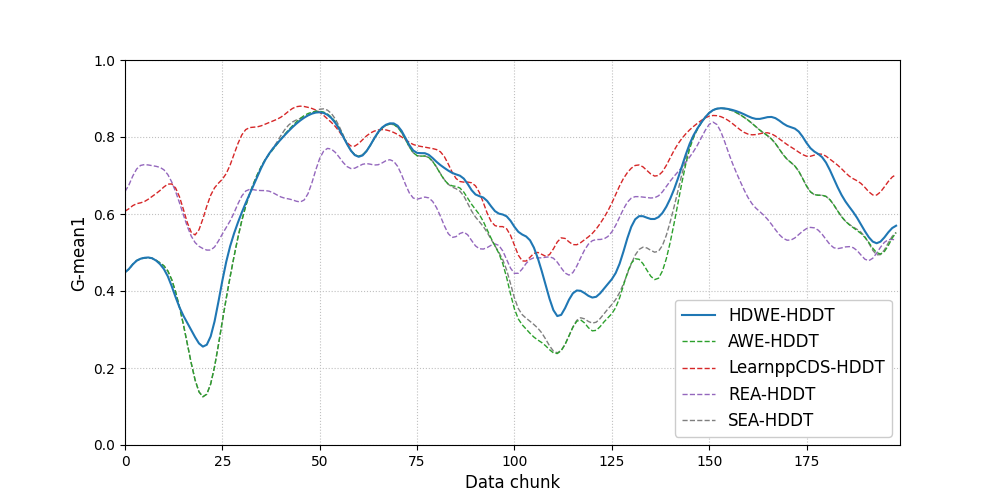 1.0
0.8
0.6
0.4
0.2
0.0
G-mean1
0 25 50 75 100 125 150 175
Data chunk
HDWE-HDDT
AWE-HDDT
LearnppCDS-HDDT
REA-HDDT
SEA-HDDT